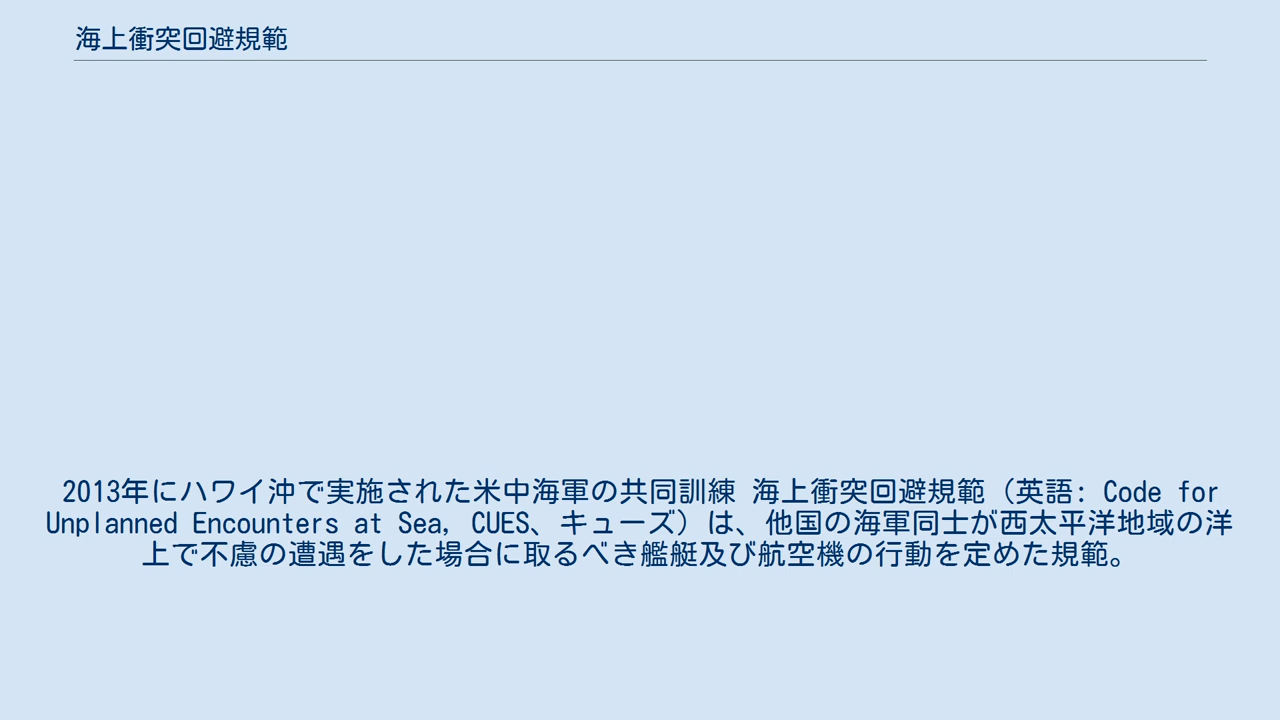 海上衝突回避規範
2013年にハワイ沖で実施された米中海軍の共同訓練 海上衝突回避規範（英語: Code for
Unplanned Encounters at Sea, CUES、キューズ）は、他国の海軍同士が西太平洋地域の洋
上で不慮の遭遇をした場合に取るべき艦艇及び航空機の行動を定めた規範。